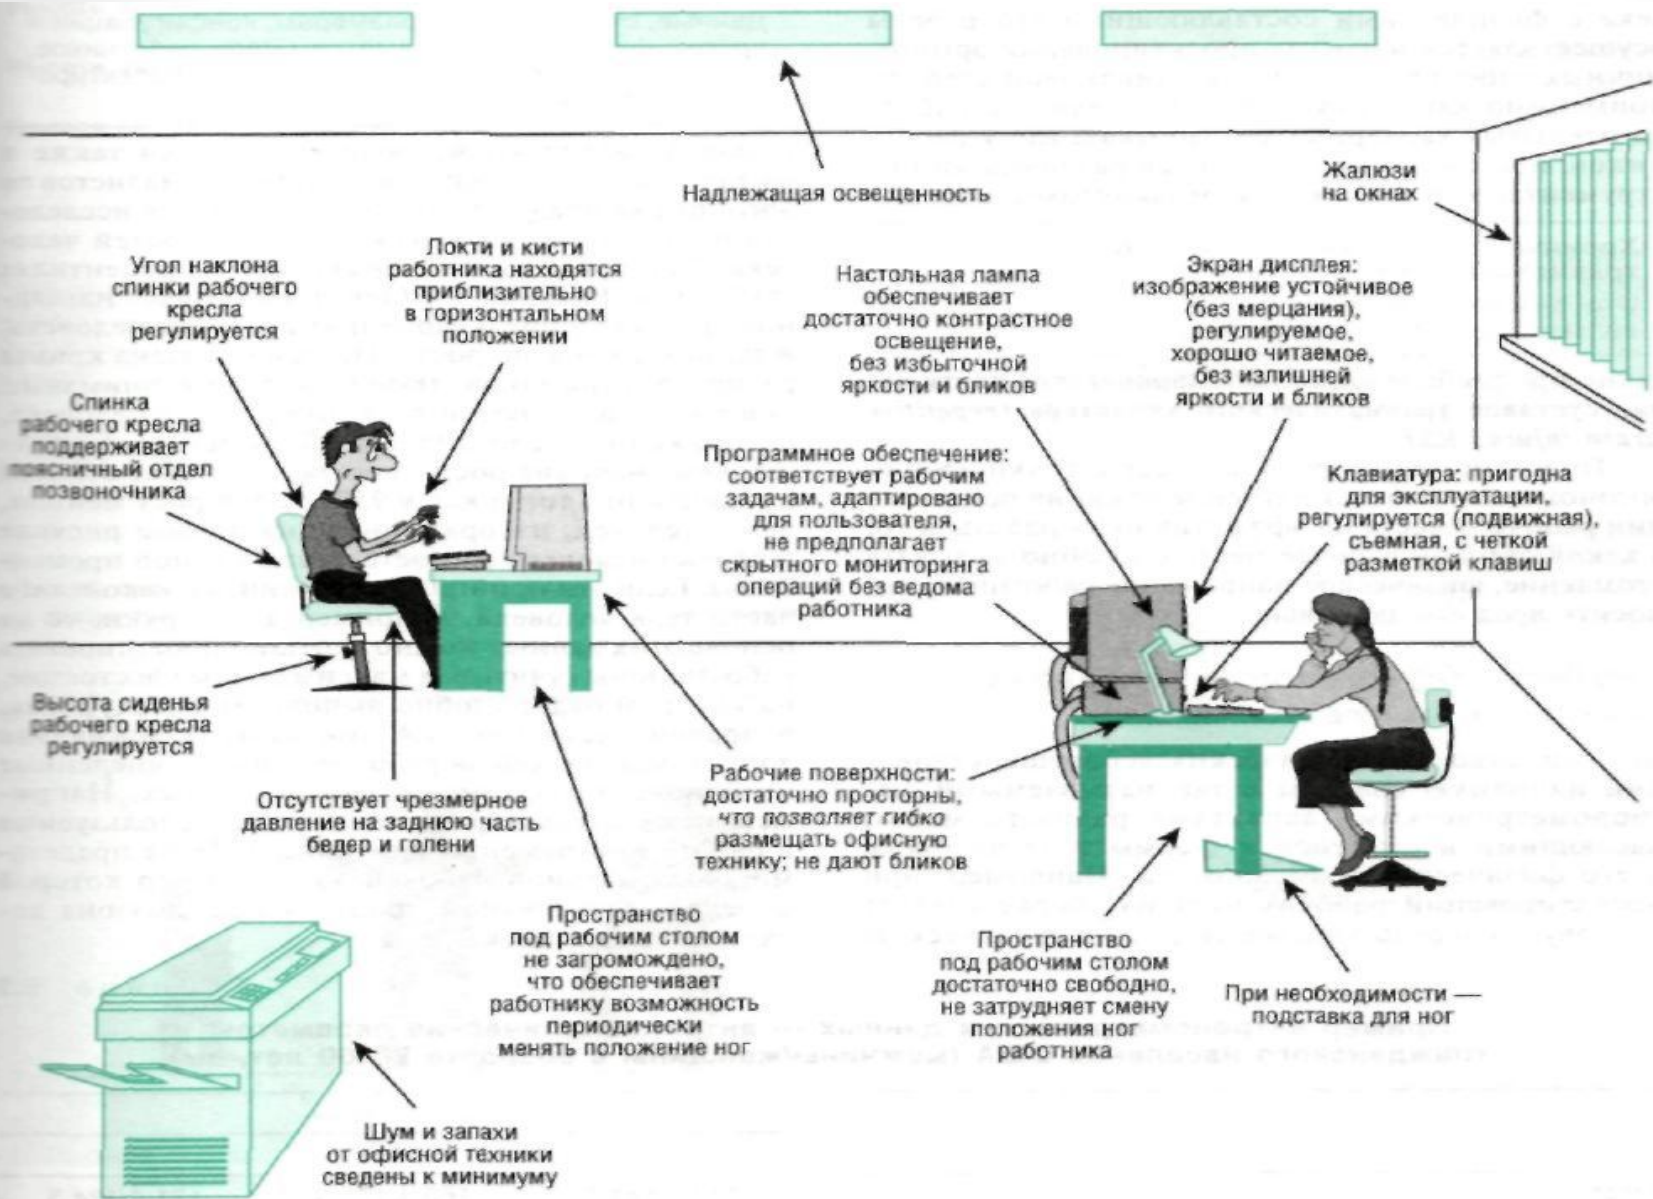 Надлежащая освещенность
Жалюзи
на окнах
Угол наклона
спинки рабочего
кресла
регулируется
Локти и кисти
работника находятся
приблизительно
в горизонтальном
положении
Настольная лампа
обеспечивает
достаточно контрастное
освещение,
без избыточной
яркости и бликов
Экран дисплея:
изображение устойчивое
(без мерцания),
регулируемое,
хорошо читаемое,
без излишней
яркости и бликов
Спинка
рабочего кресла
поддерживает
поясничный отдел
позвоночника
Программное обеспечение:
соответствует рабочим
задачам, адаптировано
для пользователя,
не предполагает
скрытного мониторинга
операций без ведома
работника
Клавиатура: пригодна
для эксплуатации,
регулируется (подвижная),
съемная, с четкой
разметкой клавиш
Высота сиденья
рабочего кресла
регулируется
Отсутствует чрезмерное
давление на заднюю часть
бедер и голени
Рабочие поверхности:
достаточно просторны,
что позволяет гибко
размещать офисную
технику; не дают бликов
Пространство
под рабочим столом
не загромождено,
что обеспечивает
работнику возможность
периодически
менять положение ног
Пространство
под рабочим столом
достаточно свободно,
не затрудняет смену
положения ног
работника
При необходимости —
подставка для ног
Шум и запахи
от офисной техники
сведены к минимуму